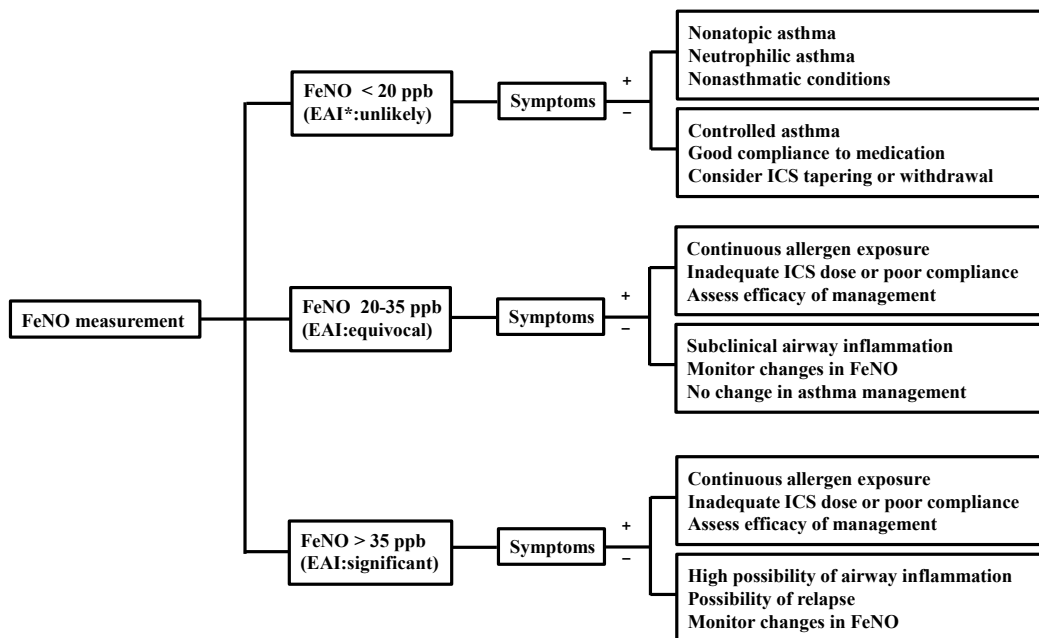 FeNO measurement
FeNO < 20 ppb
(EAI*:unlikely)
Symptoms
+
−
Nonatopic asthma
Neutrophilic asthma
Nonasthmatic conditions
Controlled asthma
Good compliance to medication
Consider ICS tapering or withdrawal
FeNO 20-35 ppb
(EAI:equivocal)
Symptoms
+
−
Continuous allergen exposure
Inadequate ICS dose or poor compliance
Assess efficacy of management
Subclinical airway inflammation
Monitor changes in FeNO
No change in asthma management
FeNO > 35 ppb
(EAI:significant)
Symptoms
+
−
Continuous allergen exposure
Inadequate ICS dose or poor compliance
Assess efficacy of management
High possibility of airway inflammation
Possibility of relapse
Monitor changes in FeNO